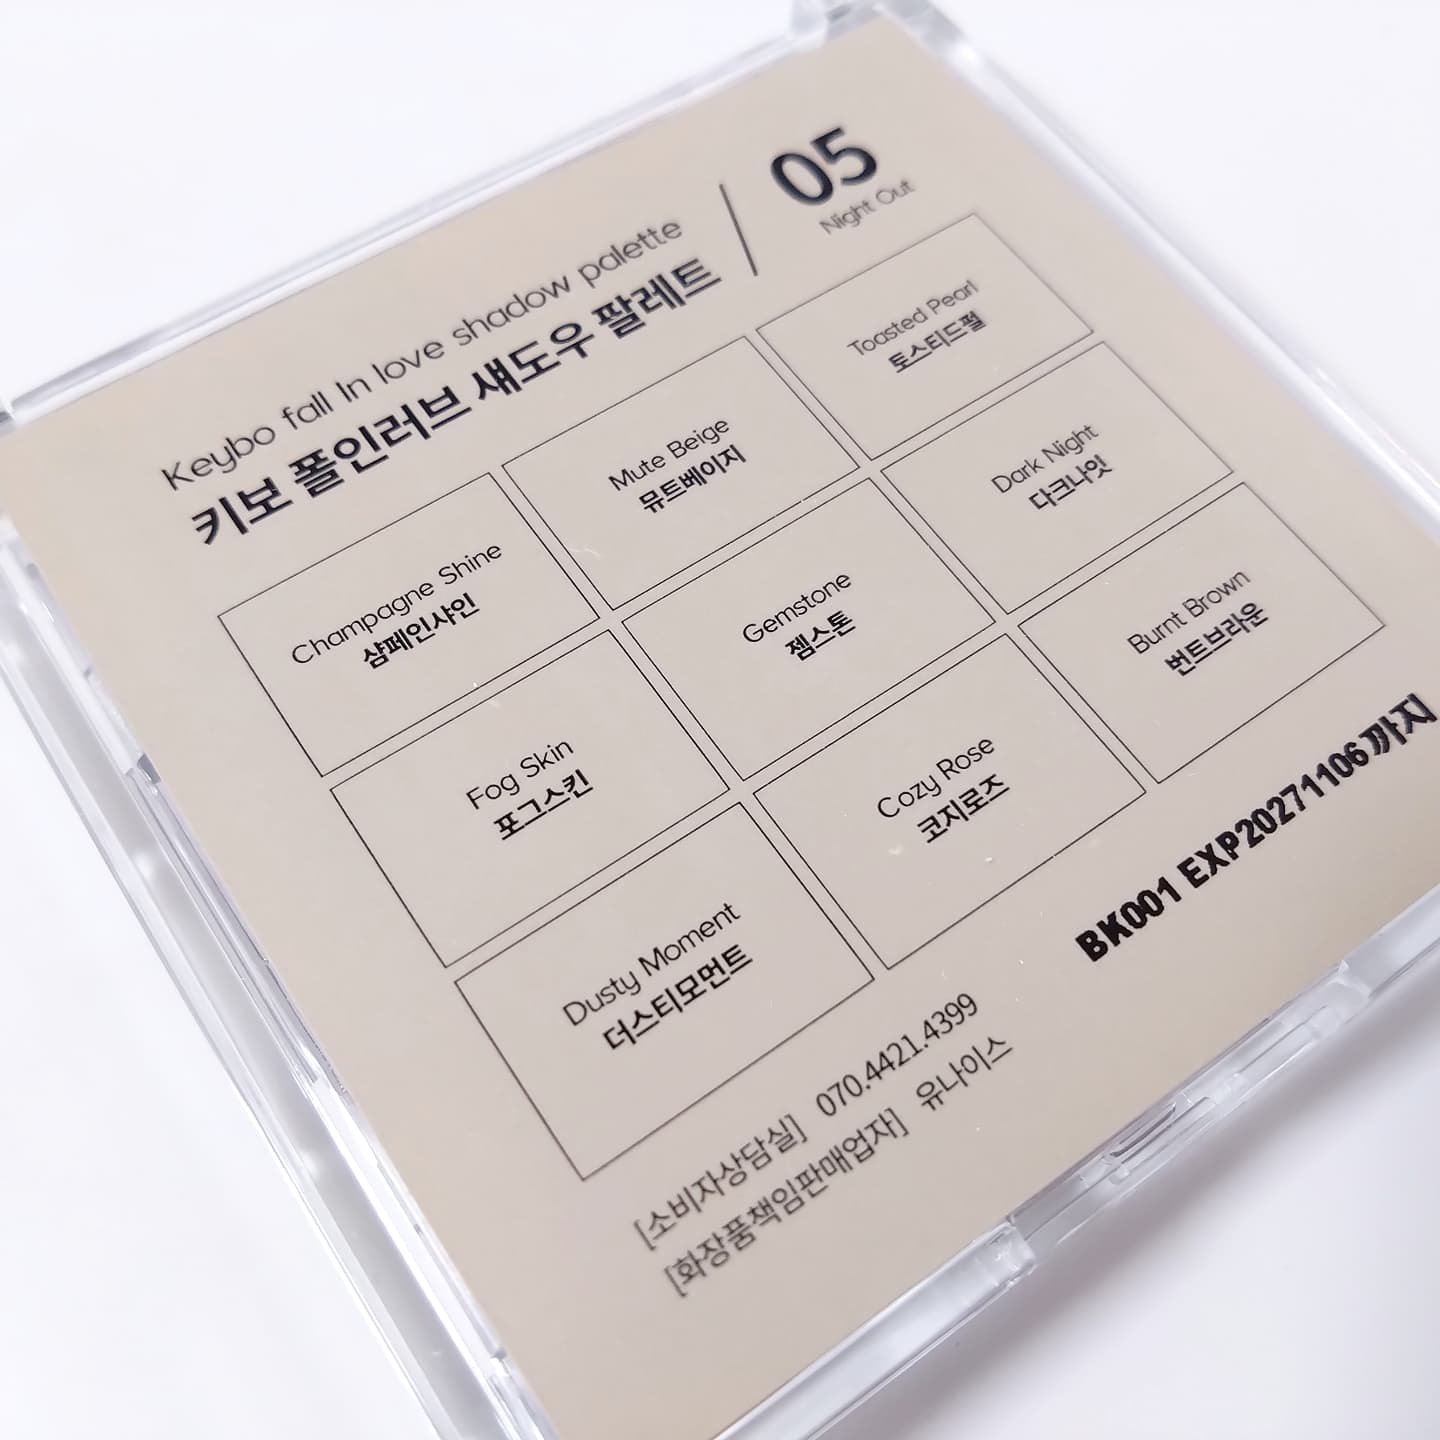 Keybo fall In love shadow palette
키보 폴인러브 섀도우 팔레트
05
Night Out
Champagne Shine
샴페인샤인
Mute Beige
뮤트베이지
Toasted Pearl
토스티드펄
Fog Skin
포그스킨
Gemstone
젬스톤
Dark Night
다크나잇
Dusty Moment
더스티모먼트
Cozy Rose
코지로즈
Burnt Brown
번트브라운
BK001 EXP20271106까지
[소비자상담실] 070.4421.4399
[화장품책임판매업자] 유나이스